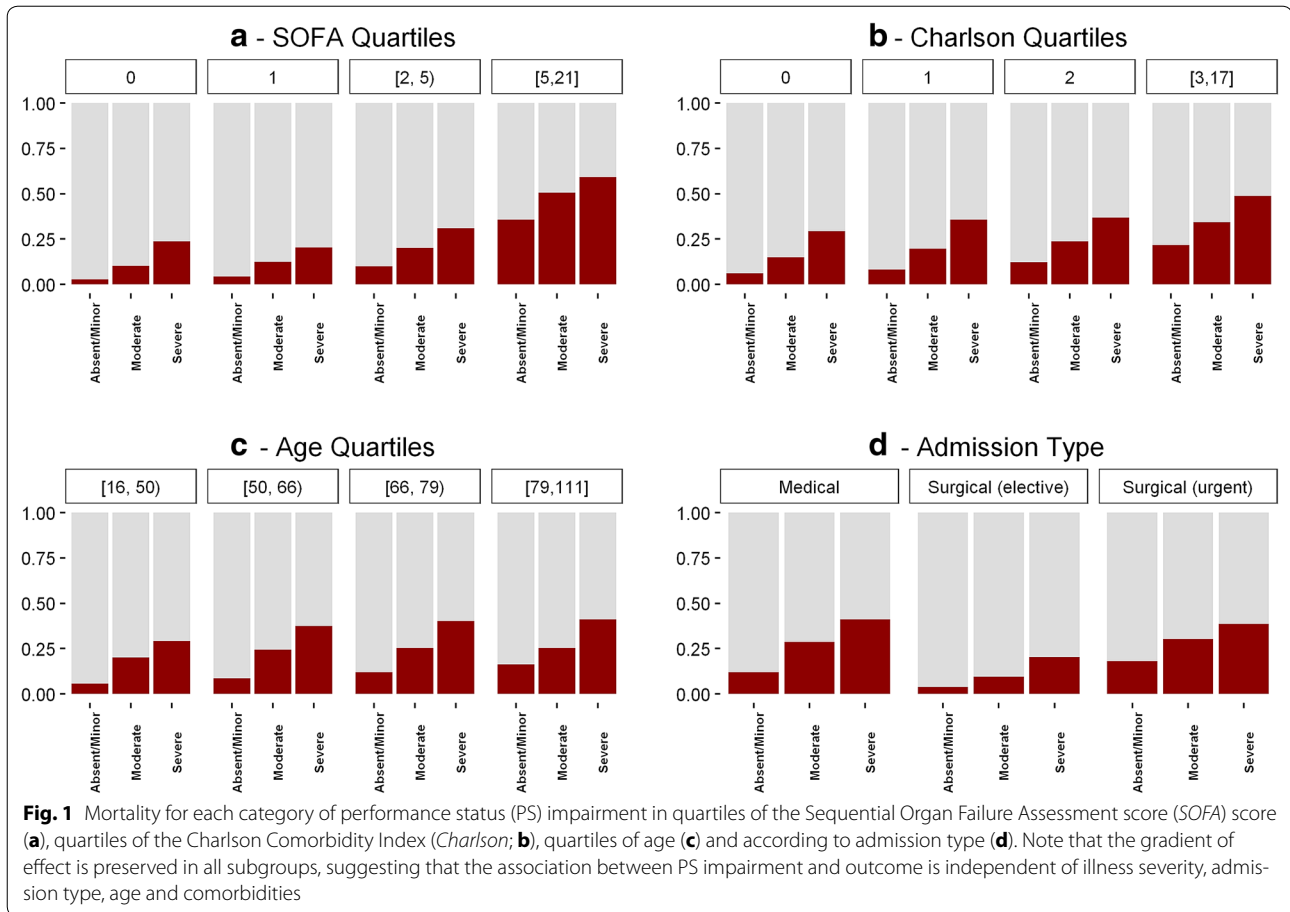 a - SOFA Quartiles
0 1 [2, 5) [5,21]
1.00
0.75
0.50
0.25
0.00
Absent/Minor Moderate Severe Absent/Minor Moderate Severe Absent/Minor Moderate Severe Absent/Minor Moderate Severe
b - Charlson Quartiles
0 1 2 [3,17]
1.00
0.75
0.50
0.25
0.00
Absent/Minor Moderate Severe Absent/Minor Moderate Severe Absent/Minor Moderate Severe Absent/Minor Moderate Severe
c - Age Quartiles
[16, 50) [50, 66) [66, 79) [79,111]
1.00
0.75
0.50
0.25
0.00
Absent/Minor Moderate Severe Absent/Minor Moderate Severe Absent/Minor Moderate Severe Absent/Minor Moderate Severe
d - Admission Type
Medical Surgical (elective) Surgical (urgent)
1.00
0.75
0.50
0.25
0.00
Absent/Minor Moderate Severe Absent/Minor Moderate Severe Absent/Minor Moderate Severe
Fig. 1 Mortality for each category of performance status (PS) impairment in quartiles of the Sequential Organ Failure Assessment score (SOFA) score
(a), quartiles of the Charlson Comorbidity Index (Charlson; b), quartiles of age (c) and according to admission type (d). Note that the gradient of
effect is preserved in all subgroups, suggesting that the association between PS impairment and outcome is independent of illness severity, admis-
sion type, age and comorbidities